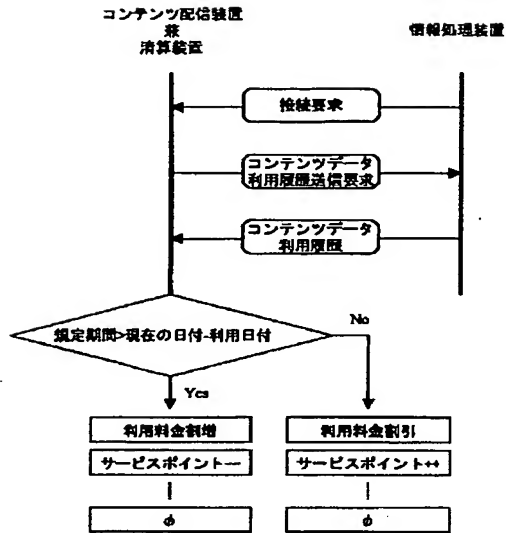 コンテンツ配信装置
兼
清算装置
情報処理装置
接続要求
コンテンツデータ
利用履歴送信要求
コンテンツデータ
利用履歴
規定期間>現在の日付-利用日付
No
Yes
利用料金割増
利用料金割引
サービスポイント--
サービスポイント++
φ
φ